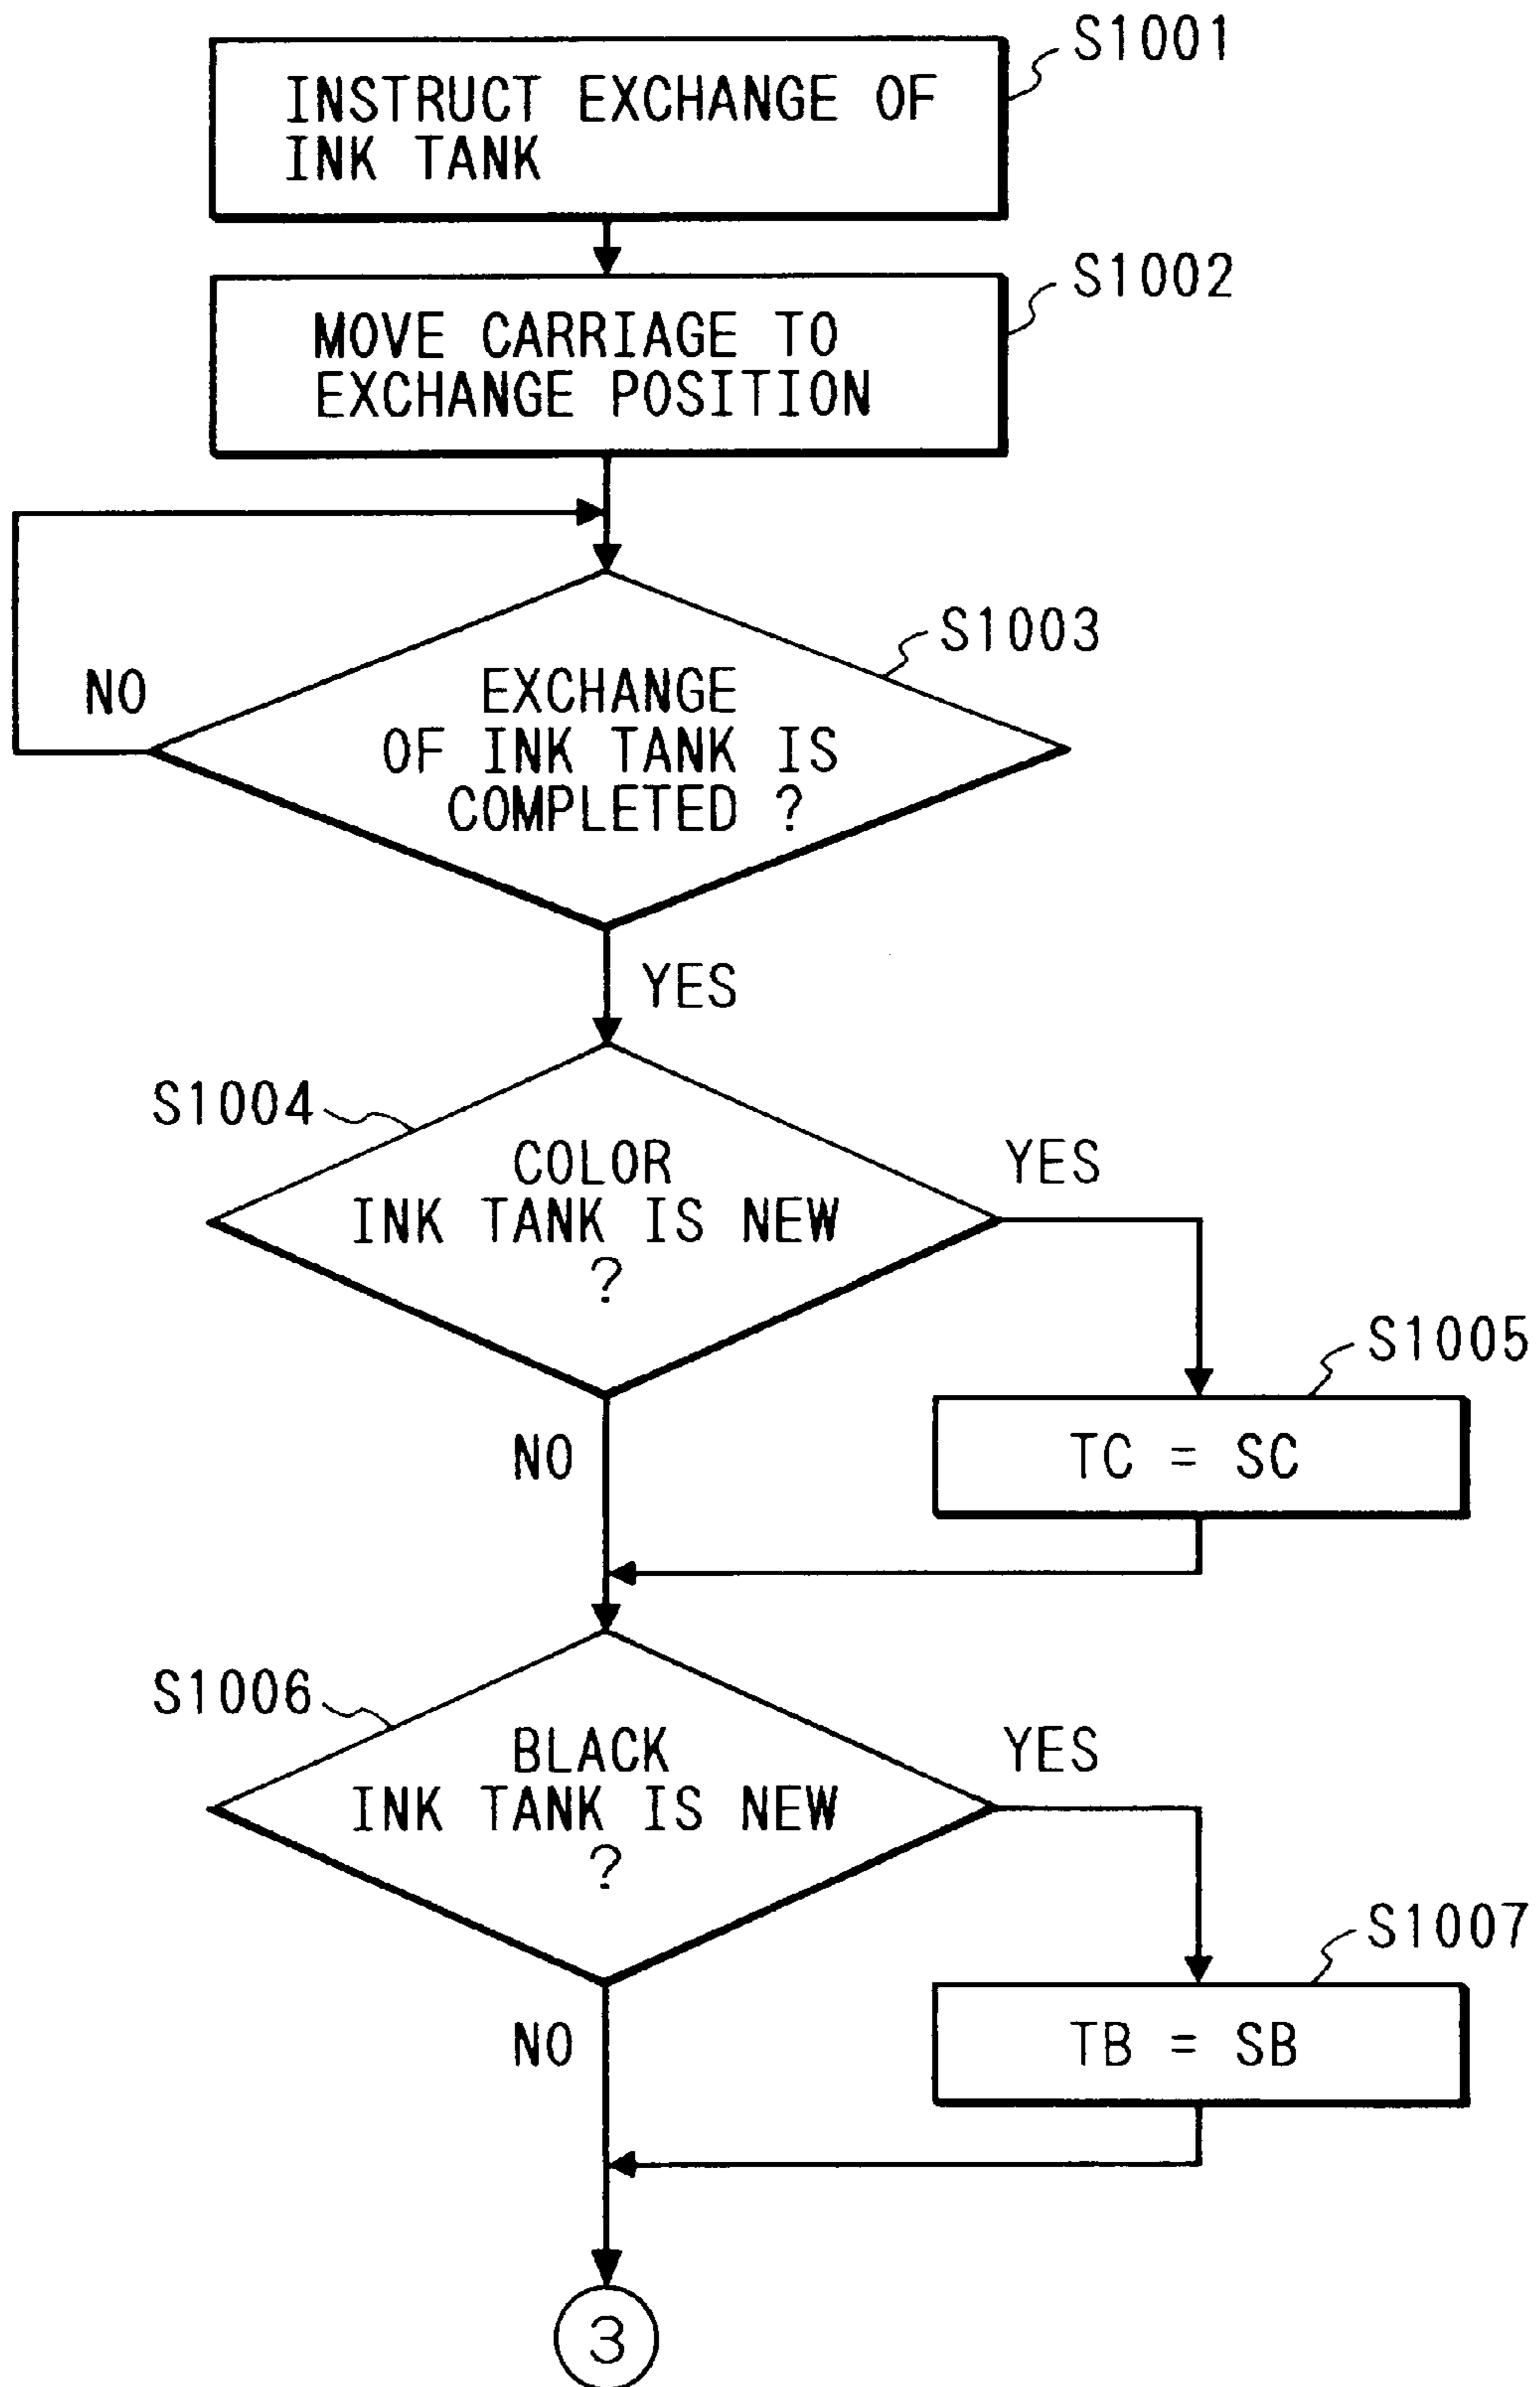 S1001
INSTRUCT EXCHANGE OF
INK TANK
S1002
MOVE CARRIAGE TO
EXCHANGE POSITION
S1003
NO
EXCHANGE
OF INK TANK IS
COMPLETED ?
YES
S1004
COLOR
INK TANK IS NEW
?
YES
S1005
NO
TC = SC
S1006
BLACK
INK TANK IS NEW
?
YES
S1007
NO
TB = SB
3